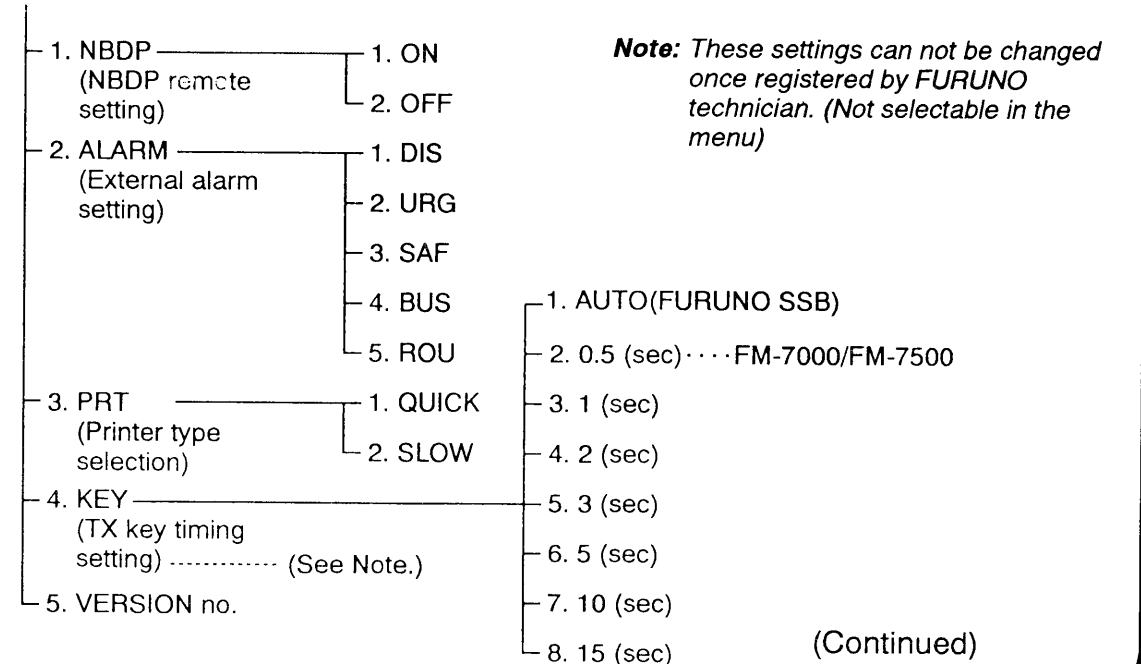 1. NBDP
(NBDP remote
setting)
1. ON
2. OFF
Note: These settings can not be changed
once registered by FURUNO
technician. (Not selectable in the
menu)
2. ALARM
(External alarm
setting)
1. DIS
2. URG
3. SAF
4. BUS
5. ROU
3. PRT
(Printer type
selection)
1. QUICK
2. SLOW
4. KEY
(TX key timing
setting) ············· (See Note.)
1. AUTO(FURUNO SSB)
2. 0.5 (sec)····FM-7000/FM-7500
3. 1 (sec)
4. 2 (sec)
5. 3 (sec)
6. 5 (sec)
7. 10 (sec)
8. 15 (sec)
5. VERSION no.
(Continued)